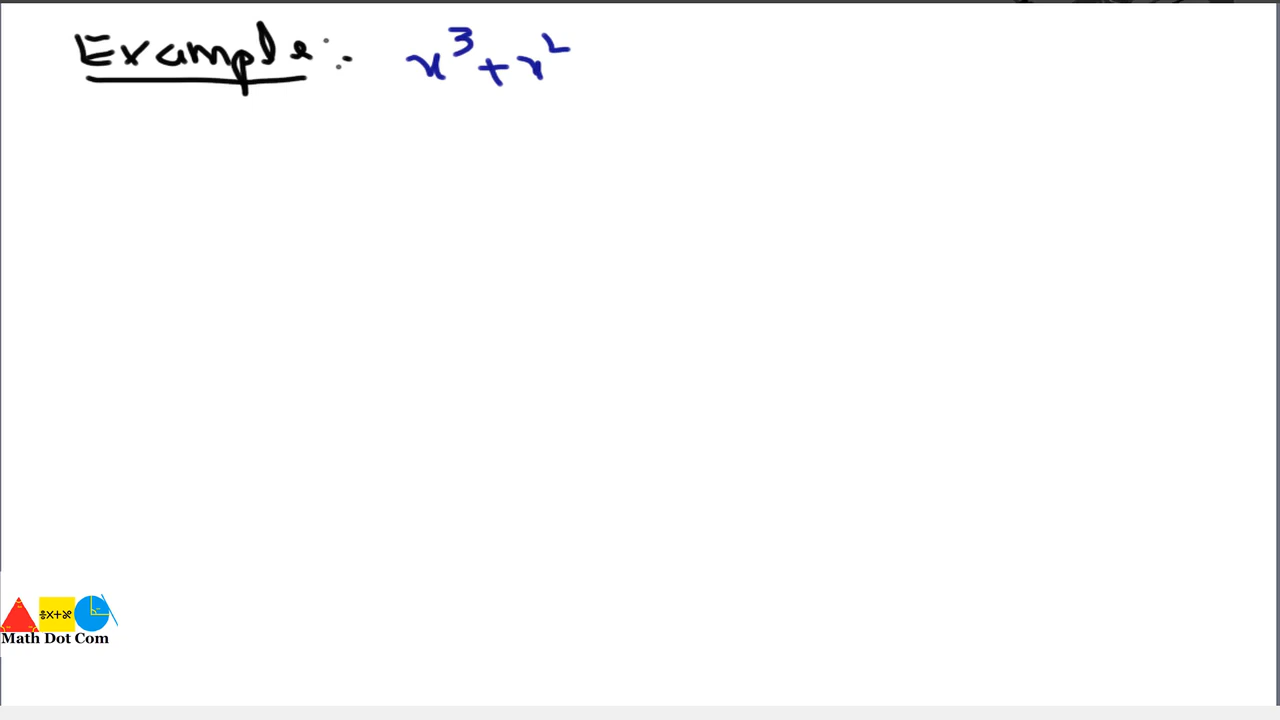 Example :- x³+x²
÷x+×
Math Dot Com